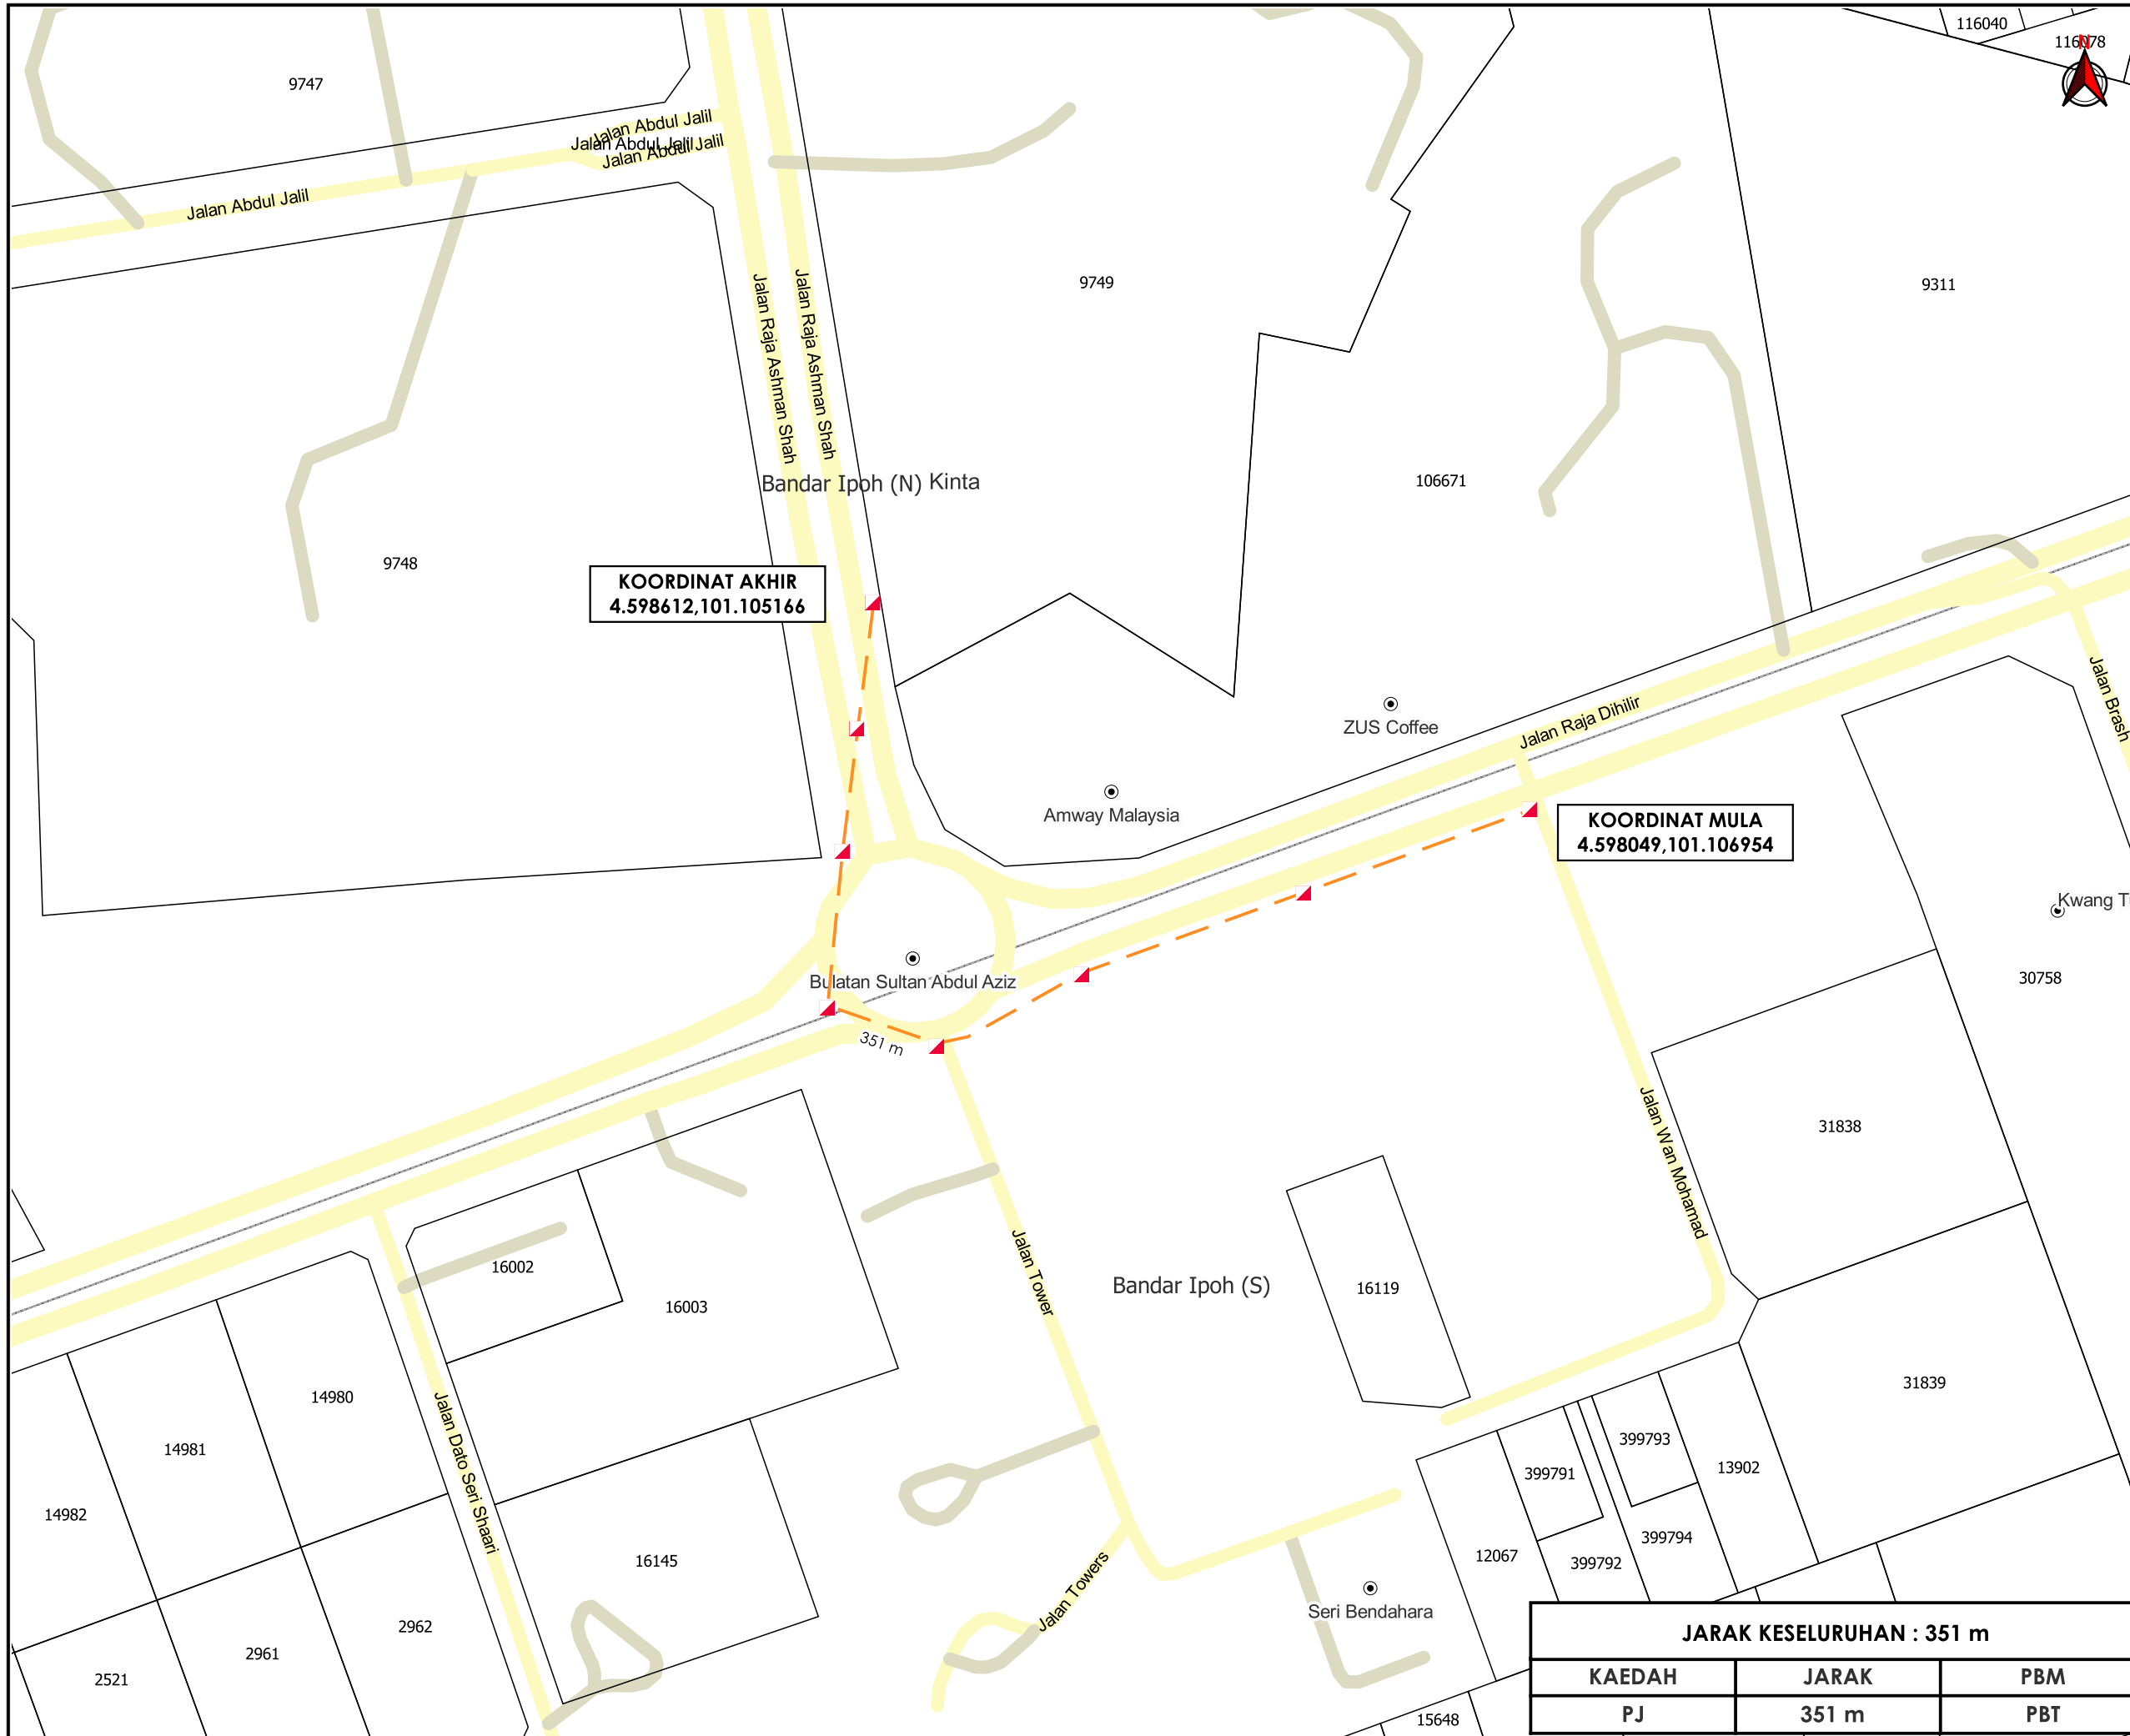 116040
N
116078
9747
Jalan Abdul Jalil
Jalan Abdul Jalil
Jalan Abdul Jalil
Jalan Abdul Jalil
Jalan Raja Ashman Shah
Jalan Raja Ashman Shah
9749
9311
Bandar Ipoh (N)
Kinta
106671
9748
KOORDINAT AKHIR
4.598612,101.105166
ZUS Coffee
Jalan Raja Dihilir
Jalan Brash
Amway Malaysia
KOORDINAT MULA
4.598049,101.106954
Kwang T
Bulatan Sultan Abdul Aziz
30758
351 m
31838
Jalan Wan Mohamad
Jalan Tower
16002
Bandar Ipoh (S)
16119
16003
31839
14980
14981
Jalan Dato Seri Shaari
399793
399791
13902
14982
399794
16145
12067
399792
Jalan Towers
Seri Bendahara
2962
2961
2521
15648
JARAK KESELURUHAN : 351 m
KAEDAH JARAK PBM
PJ 351 m PBT